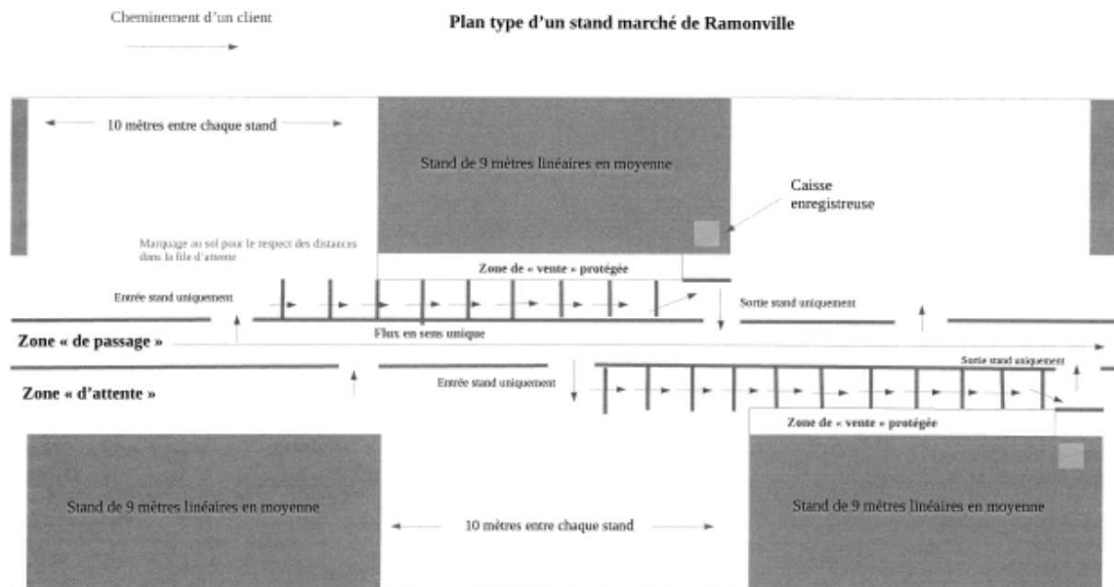 Cheminement d'un client
Plan type d'un stand marché de Ramonville
10 mètres entre chaque stand
Stand de 9 mètres linéaires en moyenne
Caisse
enregistreuse
Marquage au sol pour le respect des distances
dans la file d'attente
Zone de « vente » protégée
Entrée stand uniquement
Sortie stand uniquement
Flux en sens unique
Zone « de passage »
Sortie stand uniquement
Entrée stand uniquement
Zone « d'attente »
Zone de « vente » protégée
Stand de 9 mètres linéaires en moyenne
Stand de 9 mètres linéaires en moyenne
10 mètres entre chaque stand